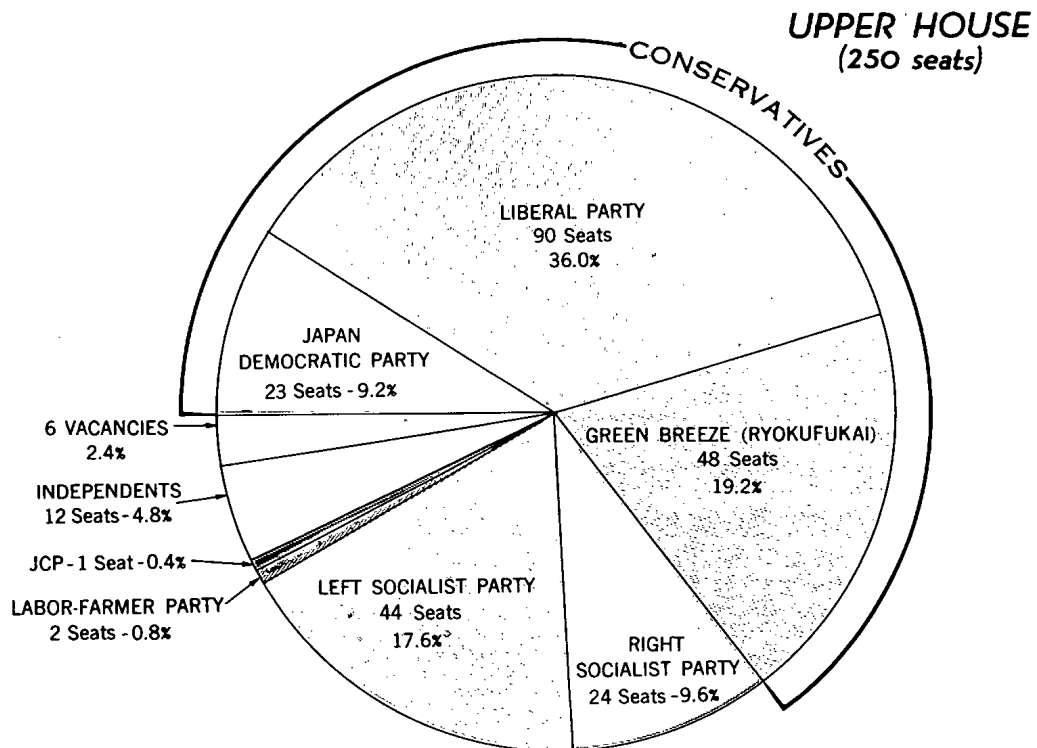 UPPER HOUSE
(250 seats)
CONSERVATIVES
LIBERAL PARTY
90 Seats
36.0%
JAPAN
DEMOCRATIC PARTY
23 Seats - 9.2%
6 VACANCIES
2.4%
GREEN BREEZE (RYOKUFUKAI)
48 Seats
19.2%
INDEPENDENTS
12 Seats - 4.8%
JCP - 1 Seat - 0.4%
LABOR-FARMER PARTY
2 Seats - 0.8%
LEFT SOCIALIST PARTY
44 Seats
17.6%
RIGHT
SOCIALIST PARTY
24 Seats - 9.6%